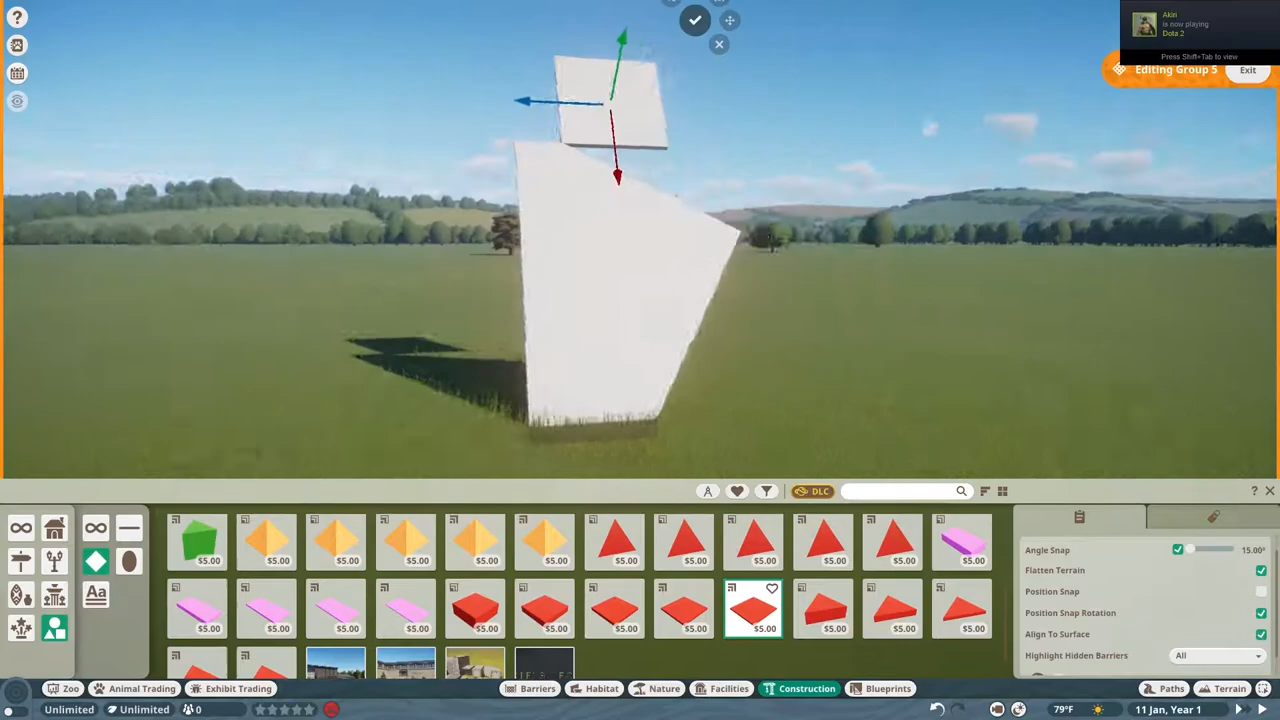 ?
Akiri
is now playing
Dota 2
Press Shift+Tab to view
Editing Group 5
Exit
DLC
?
$5.00 $5.00 $5.00 $5.00 $5.00 $5.00 $5.00 $5.00 $5.00 $5.00 $5.00 $5.00
$5.00 $5.00 $5.00 $5.00 $5.00 $5.00 $5.00 $5.00 $5.00 $5.00 $5.00 $5.00
Aa
Angle Snap 15.00°
Flatten Terrain
Position Snap
Position Snap Rotation
Align To Surface
Highlight Hidden Barriers All
Zoo Animal Trading Exhibit Trading Barriers Habitat Nature Facilities Construction Blueprints Paths Terrain
Unlimited Unlimited 0 79°F 11 Jan, Year 1